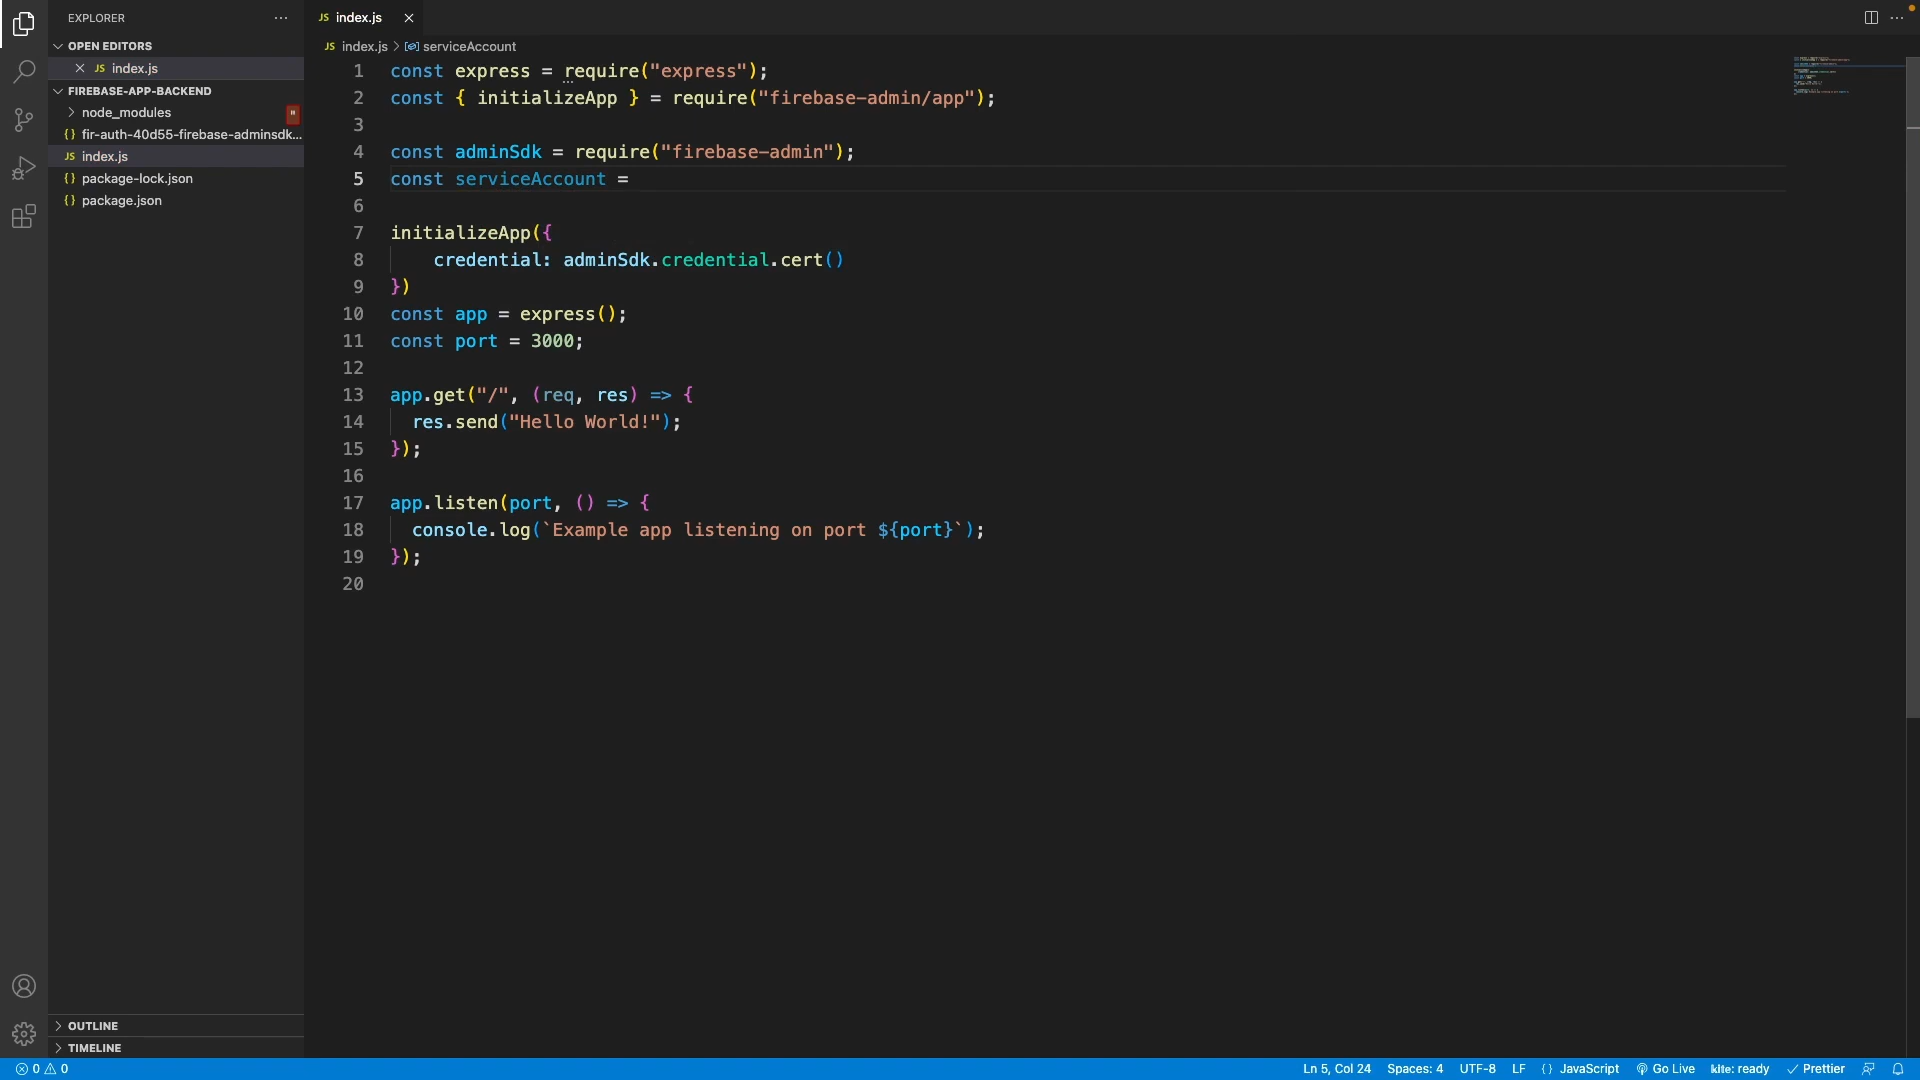 EXPLORER
OPEN EDITORS
JS index.js
FIREBASE-APP-BACKEND
node_modules
{} fir-auth-40d55-firebase-adminsdk...
JS index.js
{} package-lock.json
{} package.json
OUTLINE
TIMELINE
JS index.js
JS index.js > serviceAccount
1 const express = require("express");
2 const { initializeApp } = require("firebase-admin/app");
3
4 const adminSdk = require("firebase-admin");
5 const serviceAccount =
6
7 initializeApp({
8 credential: adminSdk.credential.cert()
9 })
10 const app = express();
11 const port = 3000;
12
13 app.get("/", (req, res) => {
14 res.send("Hello World!");
15 });
16
17 app.listen(port, () => {
18 console.log(`Example app listening on port ${port}`);
19 });
20
0 0 Ln 5, Col 24 Spaces: 4 UTF-8 LF {} JavaScript Go Live kite: ready Prettier